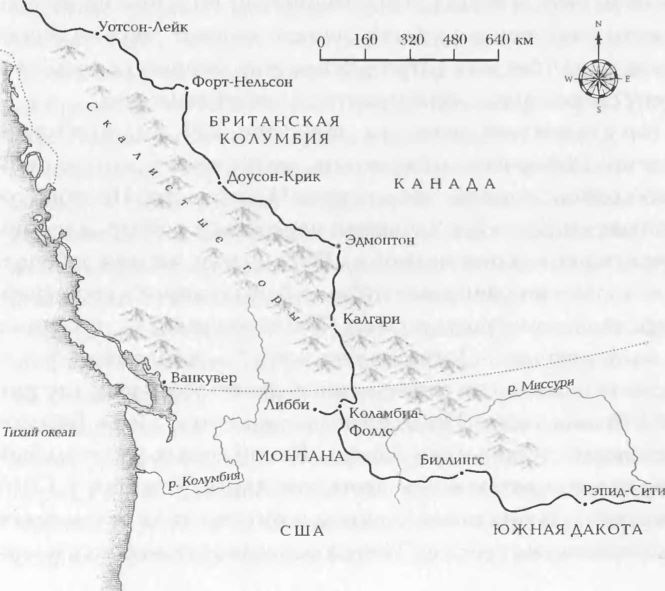 Уотсон-Лейк
0 160 320 480 640 км
N
W E
S
Форт-Нельсон
БРИТАНСКАЯ
КОЛУМБИЯ
Скалистые горы
Доусон-Крик
КАНАДА
Эдмонтон
Калгари
Ванкувер
р. Миссури
Либби
Коламбиа-
Фоллс
Тихий океан
МОНТАНА
Биллингс
р. Колумбия
Рэпид-Сити
США
ЮЖНАЯ ДАКОТА